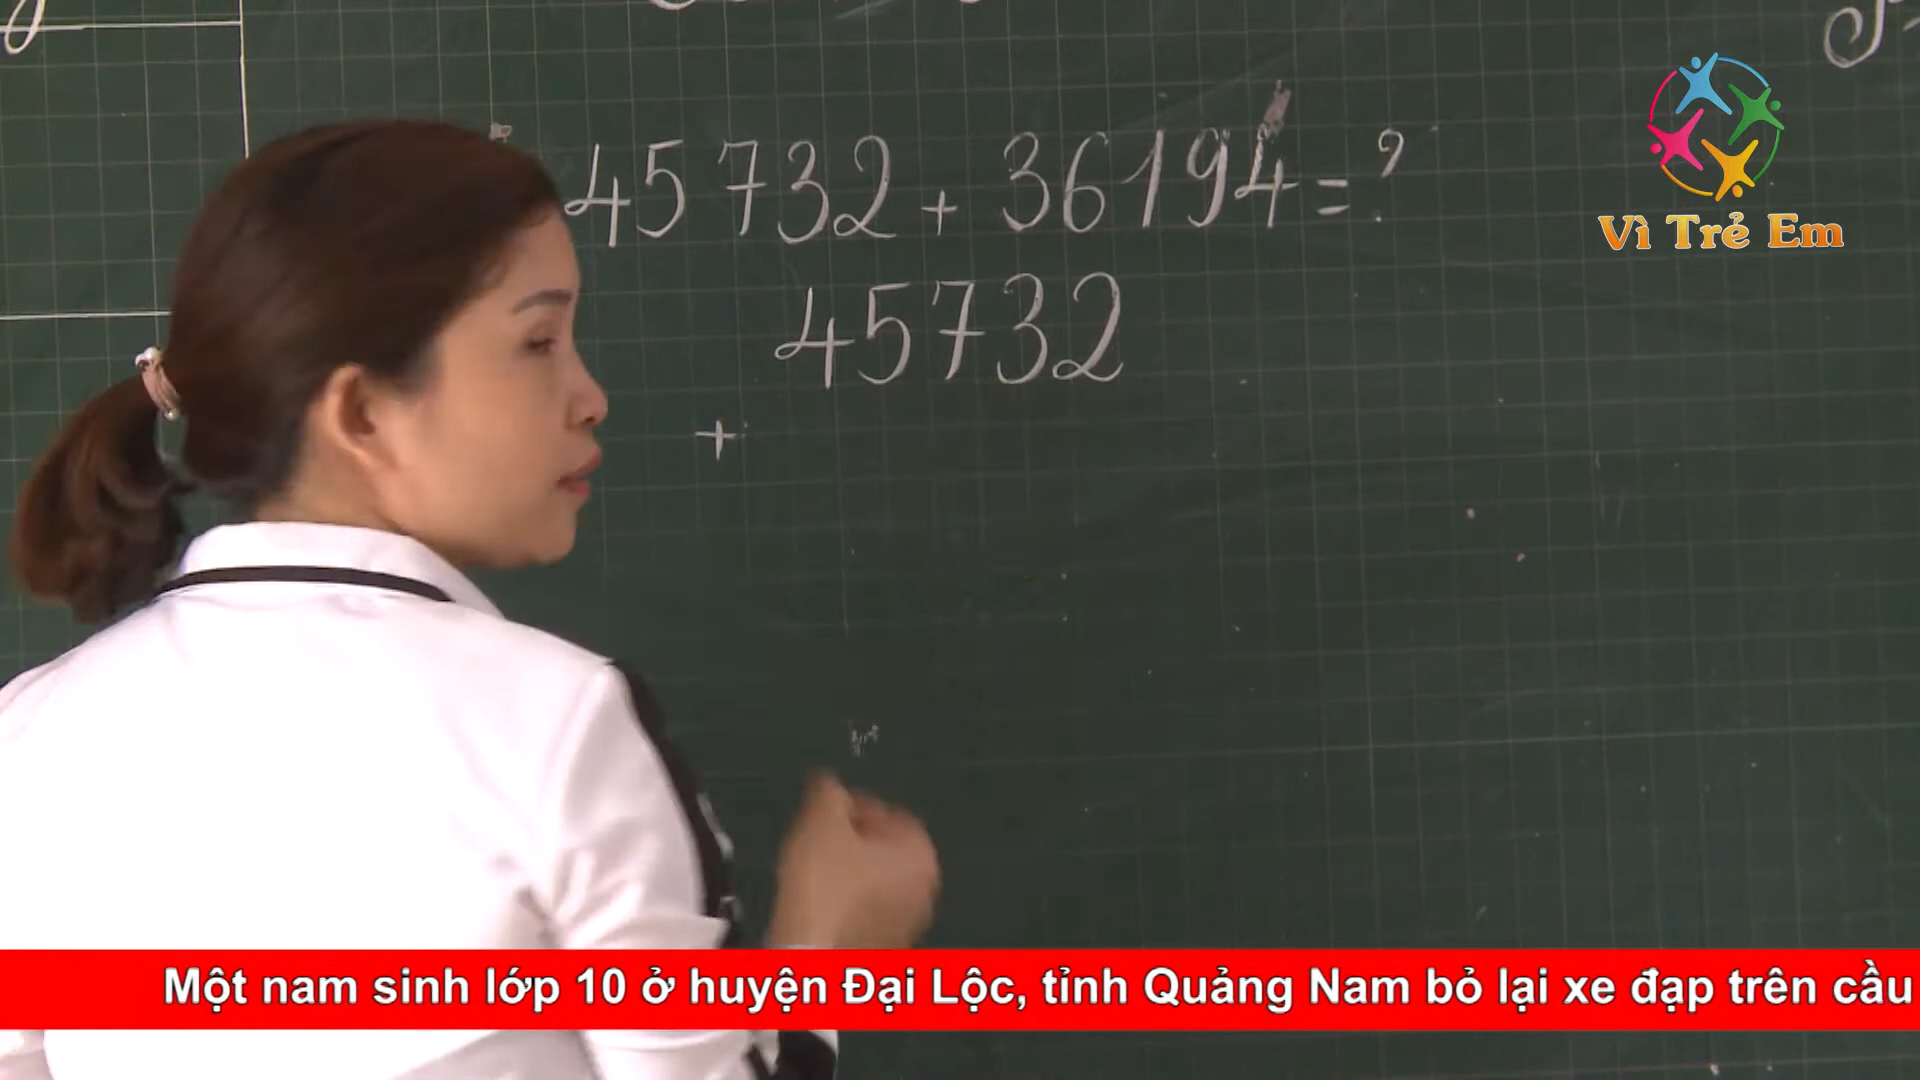 45732 + 36194 = ?
45732
+
Vì Trẻ Em
Một nam sinh lớp 10 ở huyện Đại Lộc, tỉnh Quảng Nam bỏ lại xe đạp trên cầu